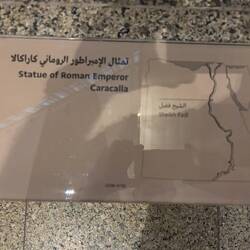 تمثال الإمبراطور الروماني كاراكالا
Statue of Roman Emperor
Caracalla
الشيخ فضل
Sheikh Fadl